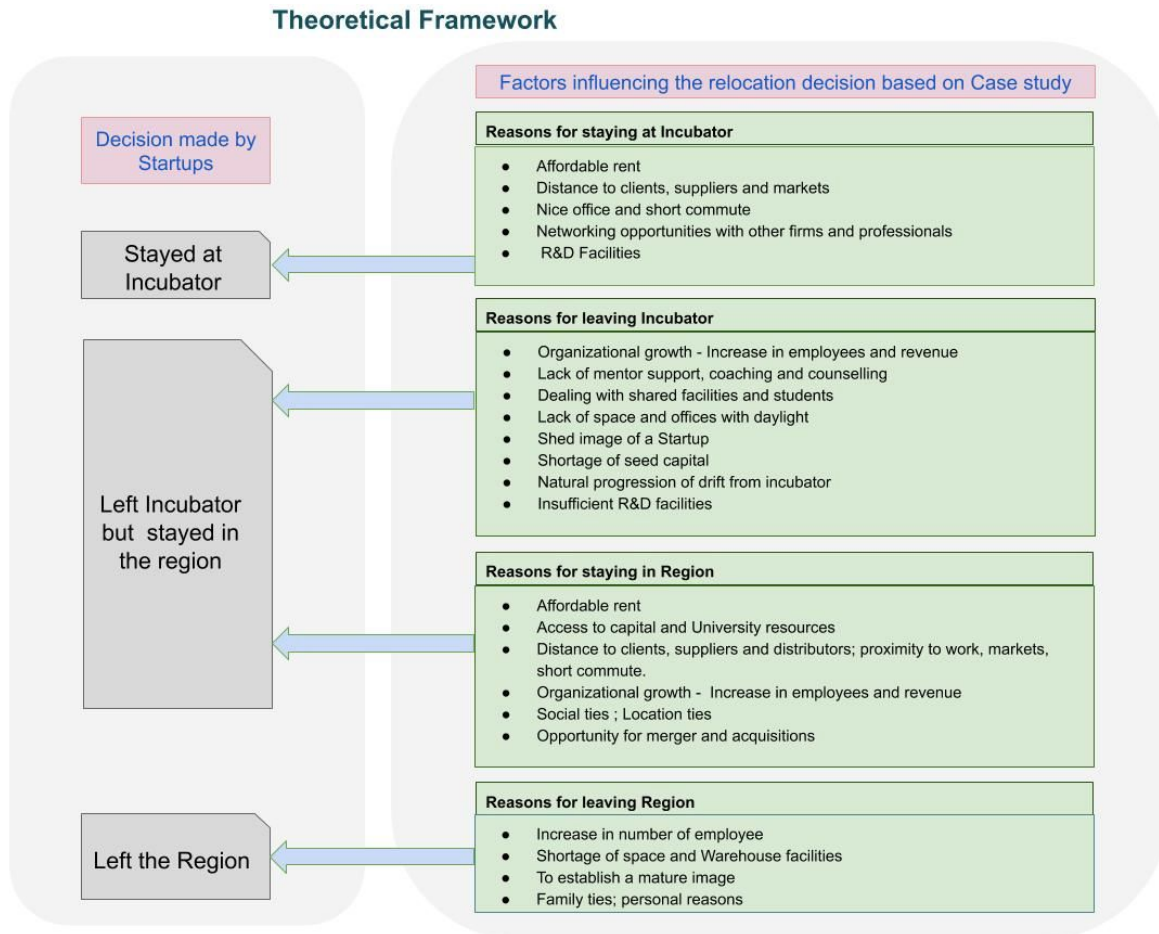 Theoretical Framework
Factors influencing the relocation decision based on Case study
Decision made by
Startups
Reasons for staying at Incubator
● Affordable rent
● Distance to clients, suppliers and markets
● Nice office and short commute
● Networking opportunities with other firms and professionals
● R&D Facilities
Stayed at
Incubator
Reasons for leaving Incubator
● Organizational growth - Increase in employees and revenue
● Lack of mentor support, coaching and counselling
● Dealing with shared facilities and students
● Lack of space and offices with daylight
● Shed image of a Startup
● Shortage of seed capital
● Natural progression of drift from incubator
● Insufficient R&D facilities
Left Incubator
but stayed in
the region
Reasons for staying in Region
● Affordable rent
● Access to capital and University resources
● Distance to clients, suppliers and distributors; proximity to work, markets,
short commute.
● Organizational growth - Increase in employees and revenue
● Social ties ; Location ties
● Opportunity for merger and acquisitions
Reasons for leaving Region
● Increase in number of employee
● Shortage of space and Warehouse facilities
● To establish a mature image
● Family ties; personal reasons
Left the Region